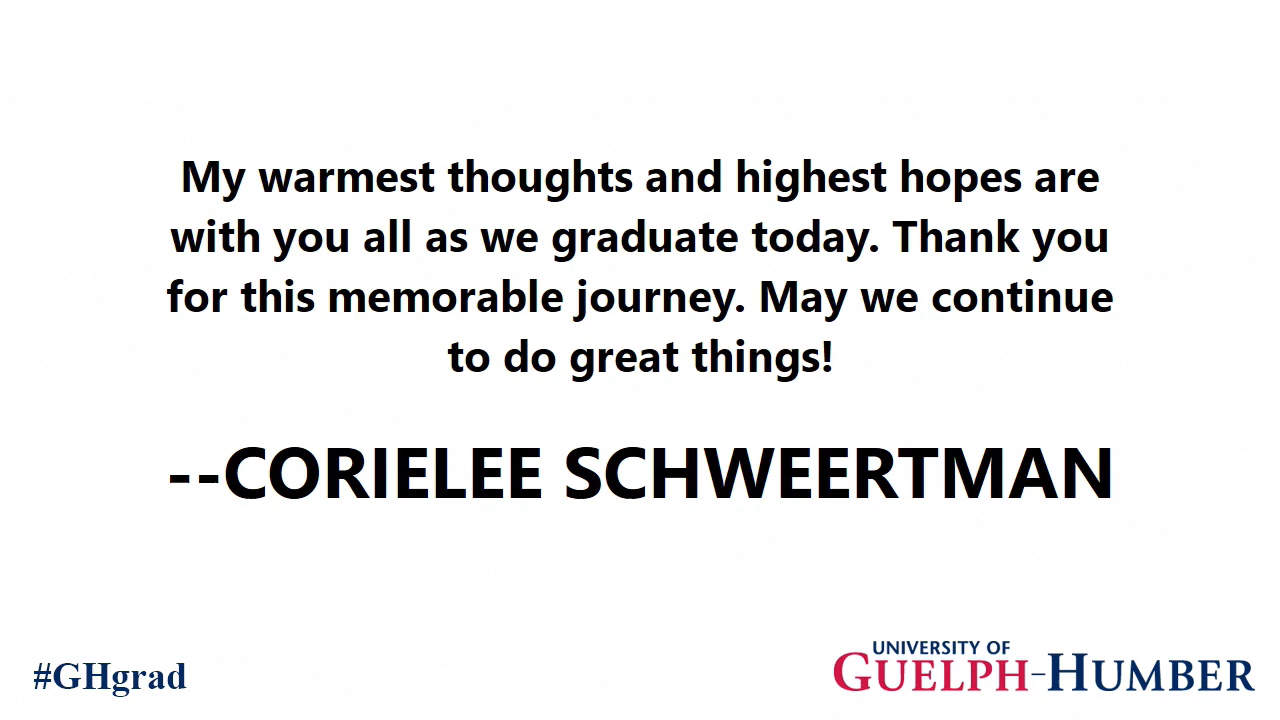 My warmest thoughts and highest hopes are
with you all as we graduate today. Thank you
for this memorable journey. May we continue
to do great things!
--CORIELEE SCHWEERTMAN
#GHgrad
UNIVERSITY OF
GUELPH-HUMBER